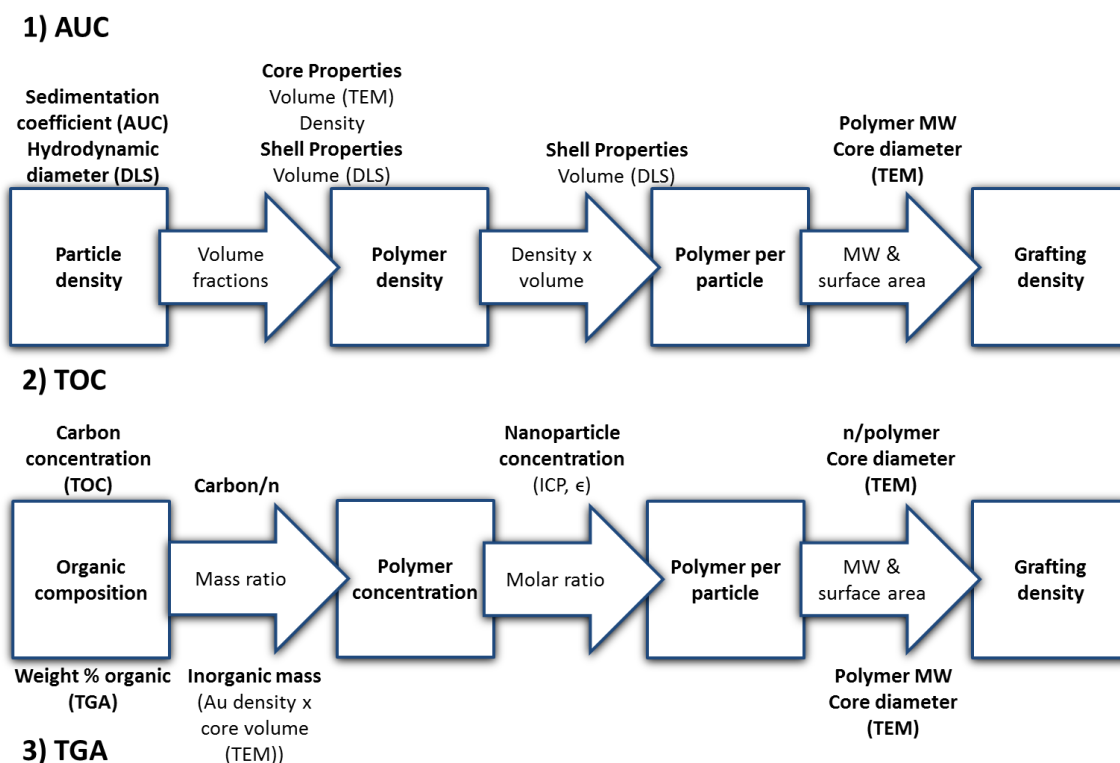 1) AUC
Sedimentation
coefficient (AUC)
Hydrodynamic
diameter (DLS)
Core Properties
Volume (TEM)
Density
Shell Properties
Volume (DLS)
Shell Properties
Volume (DLS)
Polymer MW
Core diameter
(TEM)
Particle
density
Volume
fractions
Polymer
density
Density x
volume
Polymer per
particle
MW &
surface area
Grafting
density
2) TOC
Carbon
concentration
(TOC)
Carbon/n
Nanoparticle
concentration
(ICP, ϵ)
n/polymer
Core diameter
(TEM)
Organic
composition
Mass ratio
Polymer
concentration
Molar ratio
Polymer per
particle
MW &
surface area
Grafting
density
Weight % organic
(TGA)
Inorganic mass
(Au density x
core volume
(TEM))
Polymer MW
Core diameter
(TEM)
3) TGA